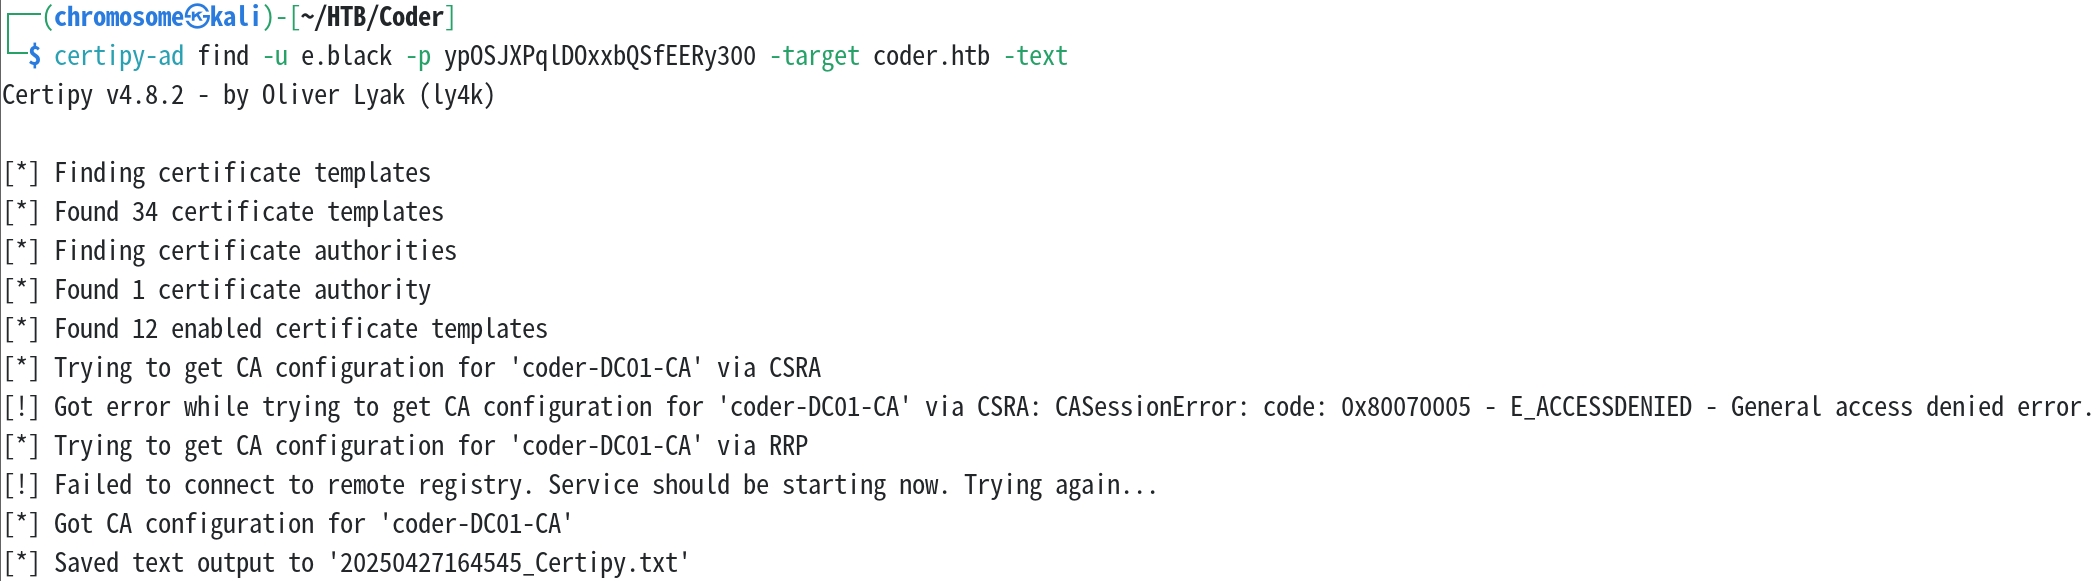 ┌──(chromosome㉿kali)-[~/HTB/Coder]
└─$ certipy-ad find -u e.black -p ypOSJXPqlDOxxbQSfEERy300 -target coder.htb -text
Certipy v4.8.2 - by Oliver Lyak (ly4k)

[*] Finding certificate templates
[*] Found 34 certificate templates
[*] Finding certificate authorities
[*] Found 1 certificate authority
[*] Found 12 enabled certificate templates
[*] Trying to get CA configuration for 'coder-DC01-CA' via CSRA
[!] Got error while trying to get CA configuration for 'coder-DC01-CA' via CSRA: CASessionError: code: 0x80070005 - E_ACCESSDENIED - General access denied error.
[*] Trying to get CA configuration for 'coder-DC01-CA' via RRP
[!] Failed to connect to remote registry. Service should be starting now. Trying again...
[*] Got CA configuration for 'coder-DC01-CA'
[*] Saved text output to '20250427164545_Certipy.txt'